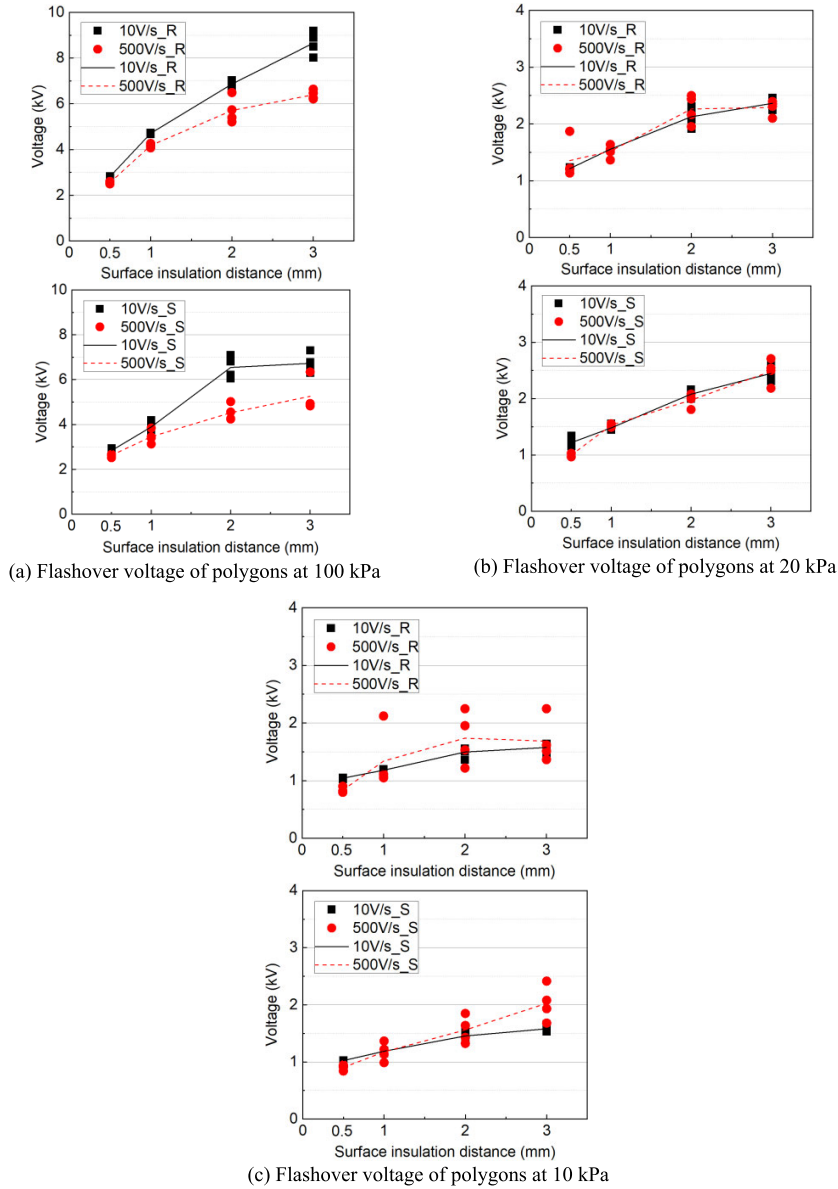 10
8
6
4
2
0
Voltage (kV)
10V/s_R
500V/s_R
10V/s_R
500V/s_R
0 0.5 1 2 3
Surface insulation distance (mm)
10
8
6
4
2
0
Voltage (kV)
10V/s_S
500V/s_S
10V/s_S
500V/s_S
0 0.5 1 2 3
Surface insulation distance (mm)
(a) Flashover voltage of polygons at 100 kPa
4
3
2
1
0
Voltage (kV)
10V/s_R
500V/s_R
10V/s_R
500V/s_R
0 0.5 1 2 3
Surface insulation distance (mm)
4
3
2
1
0
Voltage (kV)
10V/s_S
500V/s_S
10V/s_S
500V/s_S
0 0.5 1 2 3
Surface insulation distance (mm)
(b) Flashover voltage of polygons at 20 kPa
4
3
2
1
0
Voltage (kV)
10V/s_R
500V/s_R
10V/s_R
500V/s_R
0 0.5 1 2 3
Surface insulation distance (mm)
4
3
2
1
0
Voltage (kV)
10V/s_S
500V/s_S
10V/s_S
500V/s_S
0 0.5 1 2 3
Surface insulation distance (mm)
(c) Flashover voltage of polygons at 10 kPa